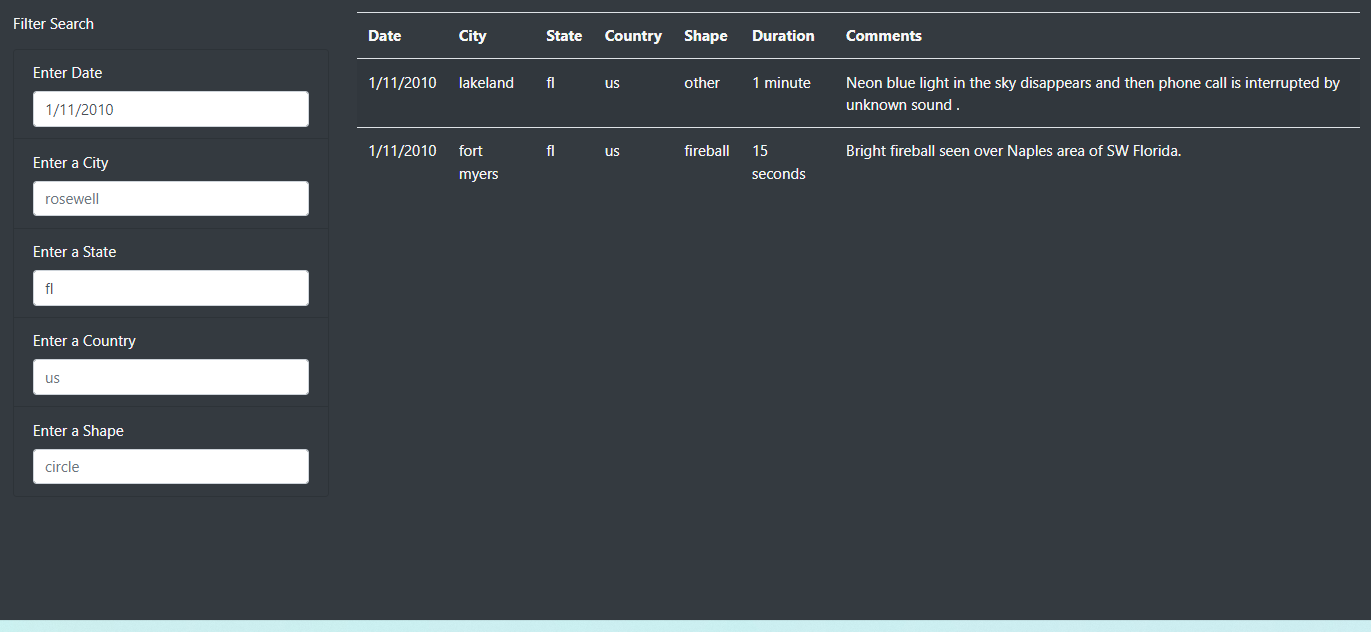 Filter Search
Enter Date
1/11/2010
Enter a City
rosewell
Enter a State
fl
Enter a Country
us
Enter a Shape
circle
Date City State Country Shape Duration Comments
1/11/2010 lakeland fl us other 1 minute Neon blue light in the sky disappears and then phone call is interrupted by
unknown sound .
1/11/2010 fort fl us fireball 15 Bright fireball seen over Naples area of SW Florida.
myers seconds